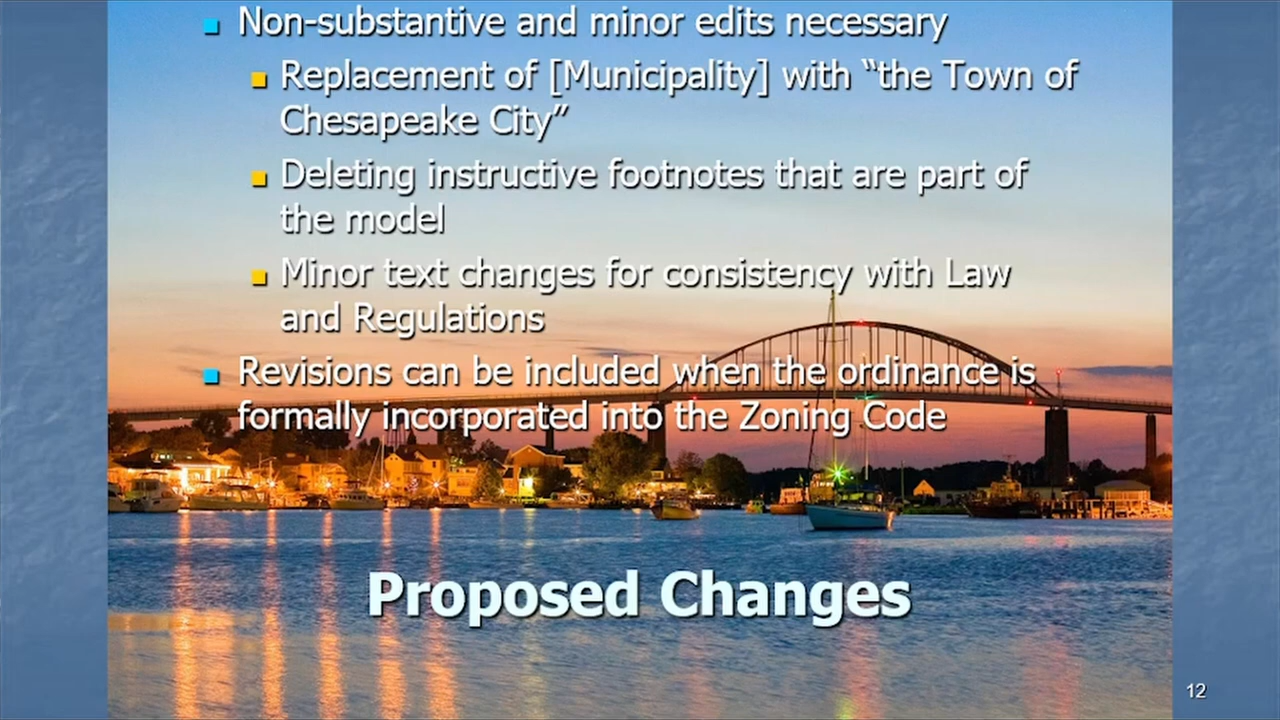 Non-substantive and minor edits necessary
Replacement of [Municipality] with “the Town of
Chesapeake City”
Deleting instructive footnotes that are part of
the model
Minor text changes for consistency with Law
and Regulations
Revisions can be included when the ordinance is
formally incorporated into the Zoning Code
Proposed Changes
12